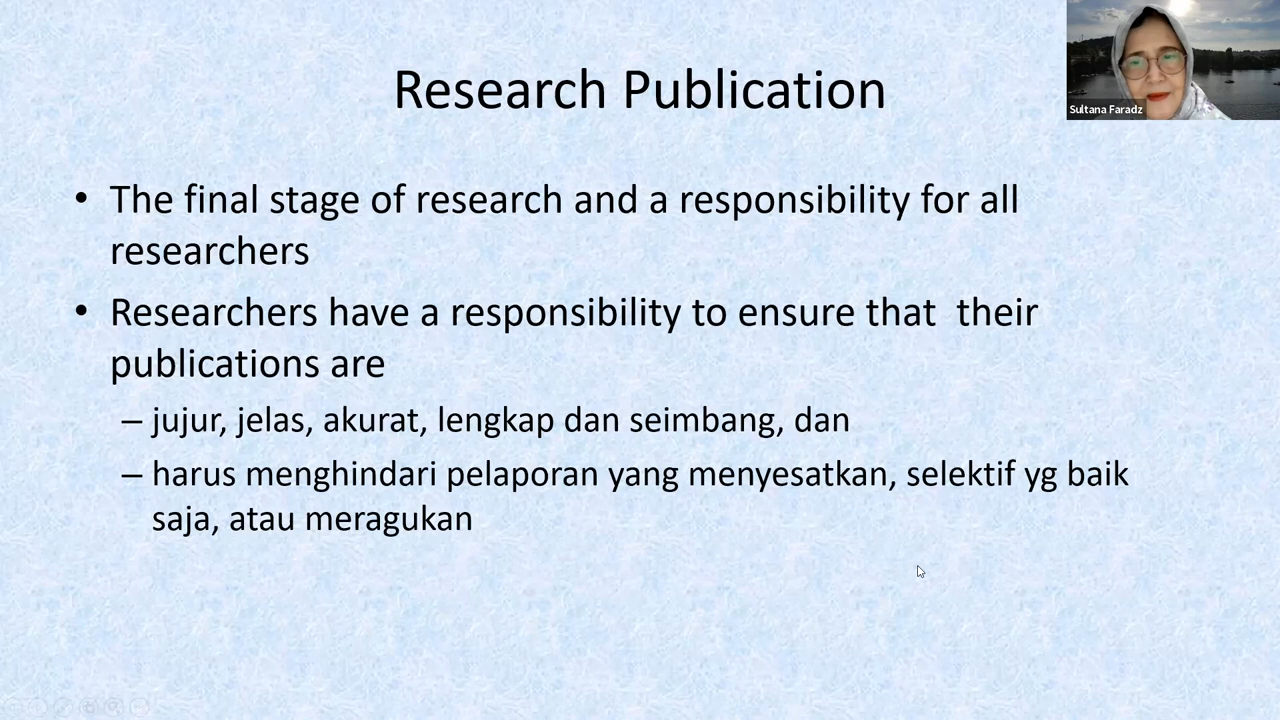 Research Publication
Sultana Faradz
• The final stage of research and a responsibility for all
researchers
• Researchers have a responsibility to ensure that  their
publications are
– jujur, jelas, akurat, lengkap dan seimbang, dan
– harus menghindari pelaporan yang menyesatkan, selektif yg baik
saja, atau meragukan